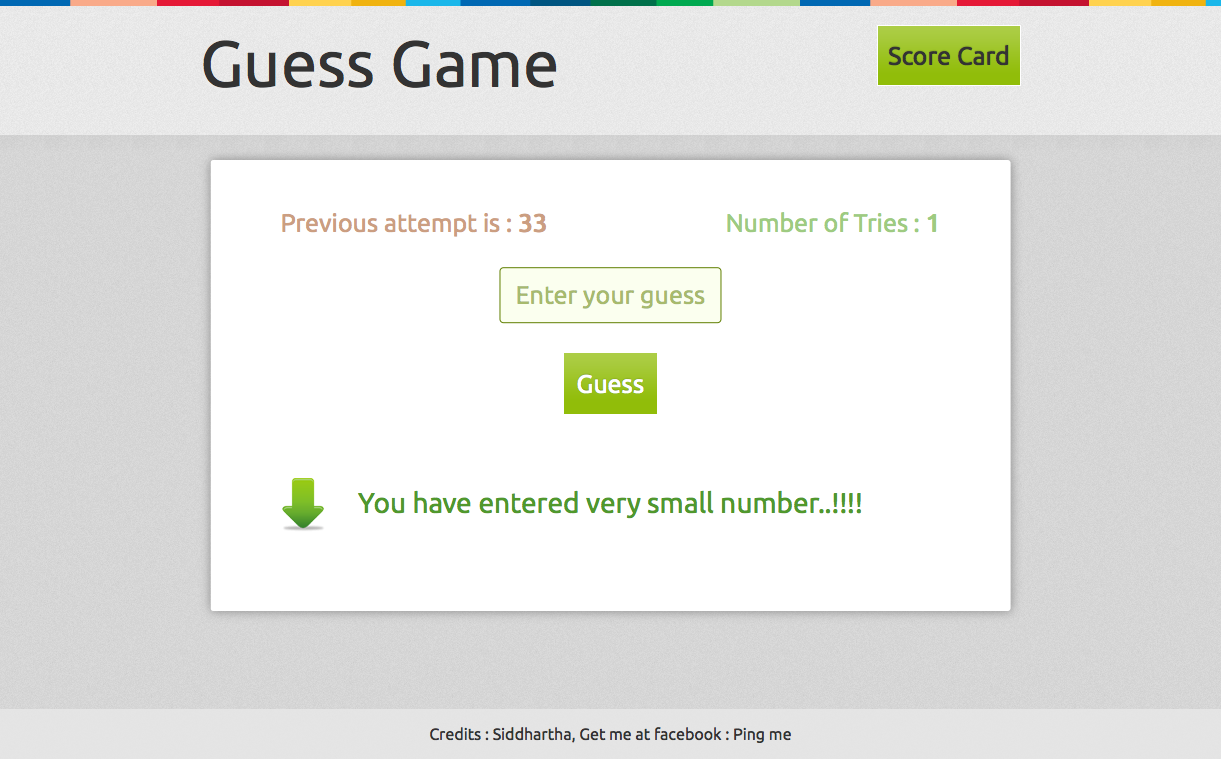 Guess Game
Score Card
Previous attempt is : 33
Number of Tries : 1
Enter your guess
Guess
You have entered very small number..!!!!
Credits : Siddhartha, Get me at facebook : Ping me